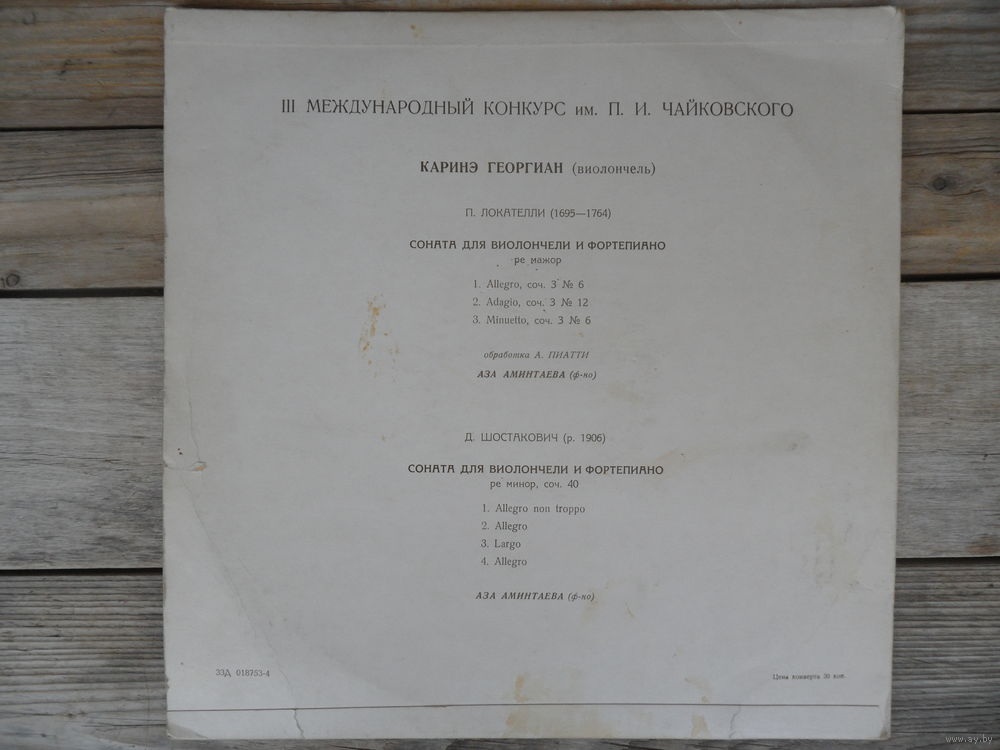 III МЕЖДУНАРОДНЫЙ КОНКУРС им. П. И. ЧАЙКОВСКОГО
КАРИНЭ ГЕОРГИАН (виолончель)
П. ЛОКАТЕЛЛИ (1695—1764)
СОНАТА ДЛЯ ВИОЛОНЧЕЛИ И ФОРТЕПИАНО
ре мажор
1. Allegro, соч. 3 № 6
2. Adagio, соч. 3 № 12
3. Minuetto, соч. 3 № 6
обработка А. ПИАТТИ
АЗА АМИНТАЕВА (ф-но)
Д. ШОСТАКОВИЧ (р. 1906)
СОНАТА ДЛЯ ВИОЛОНЧЕЛИ И ФОРТЕПИАНО
ре минор, соч. 40
1. Allegro non troppo
2. Allegro
3. Largo
4. Allegro
АЗА АМИНТАЕВА (ф-но)
33Д 018753-4
Цена конверта 30 коп.
www.ay.by